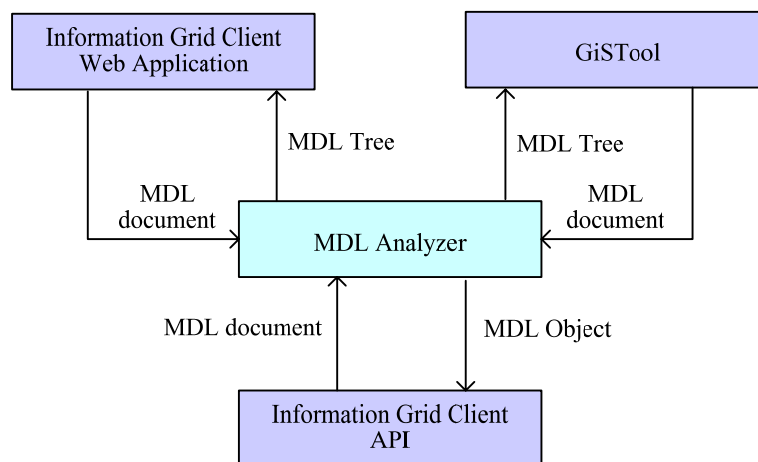 Information Grid Client
Web Application
GiSTool
MDL Tree
MDL Tree
MDL
document
MDL
document
MDL Analyzer
MDL document
MDL Object
Information Grid Client
API